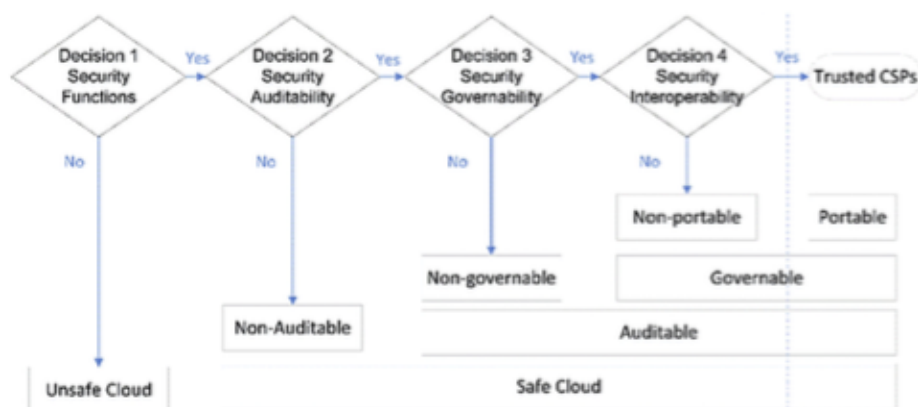 Decision 1
Security
Functions
Yes
Decision 2
Security
Auditability
Yes
Decision 3
Security
Governability
Yes
Decision 4
Security
Interoperability
Yes
Trusted CSPs
No
No
No
No
Non-portable
Portable
Non-governable
Governable
Non-Auditable
Auditable
Unsafe Cloud
Safe Cloud